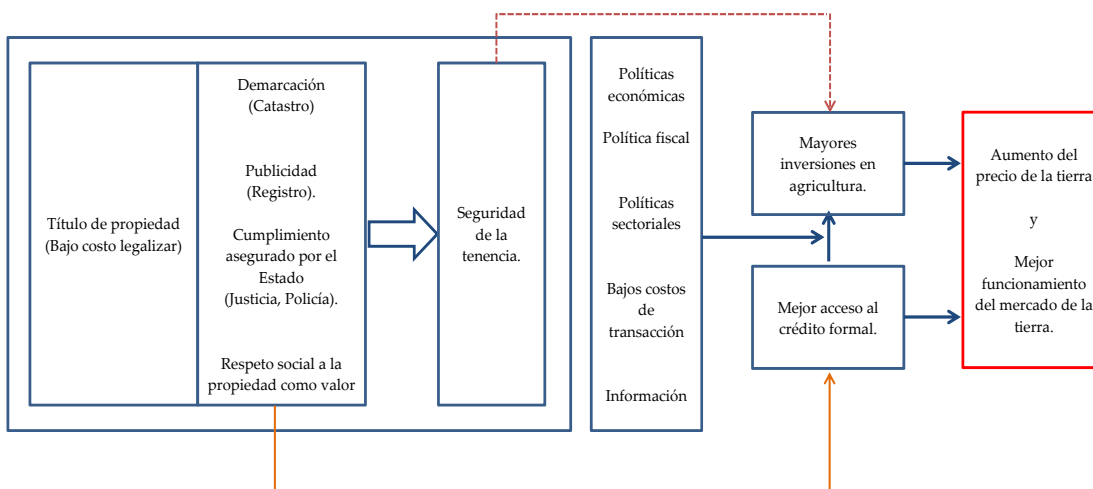 Título de propiedad
(Bajo costo legalizar)
Demarcación
(Catastro)
Publicidad
(Registro).
Cumplimiento
asegurado por el
Estado
(Justicia, Policía).
Respeto social a la
propiedad como valor
Seguridad
de la
tenencia.
Políticas
económicas
Política fiscal
Políticas
sectoriales
Bajos costos
de
transacción
Información
Mayores
inversiones en
agricultura.
Mejor acceso al
crédito formal.
Aumento del
precio de la tierra
y
Mejor
funcionamiento
del mercado de la
tierra.